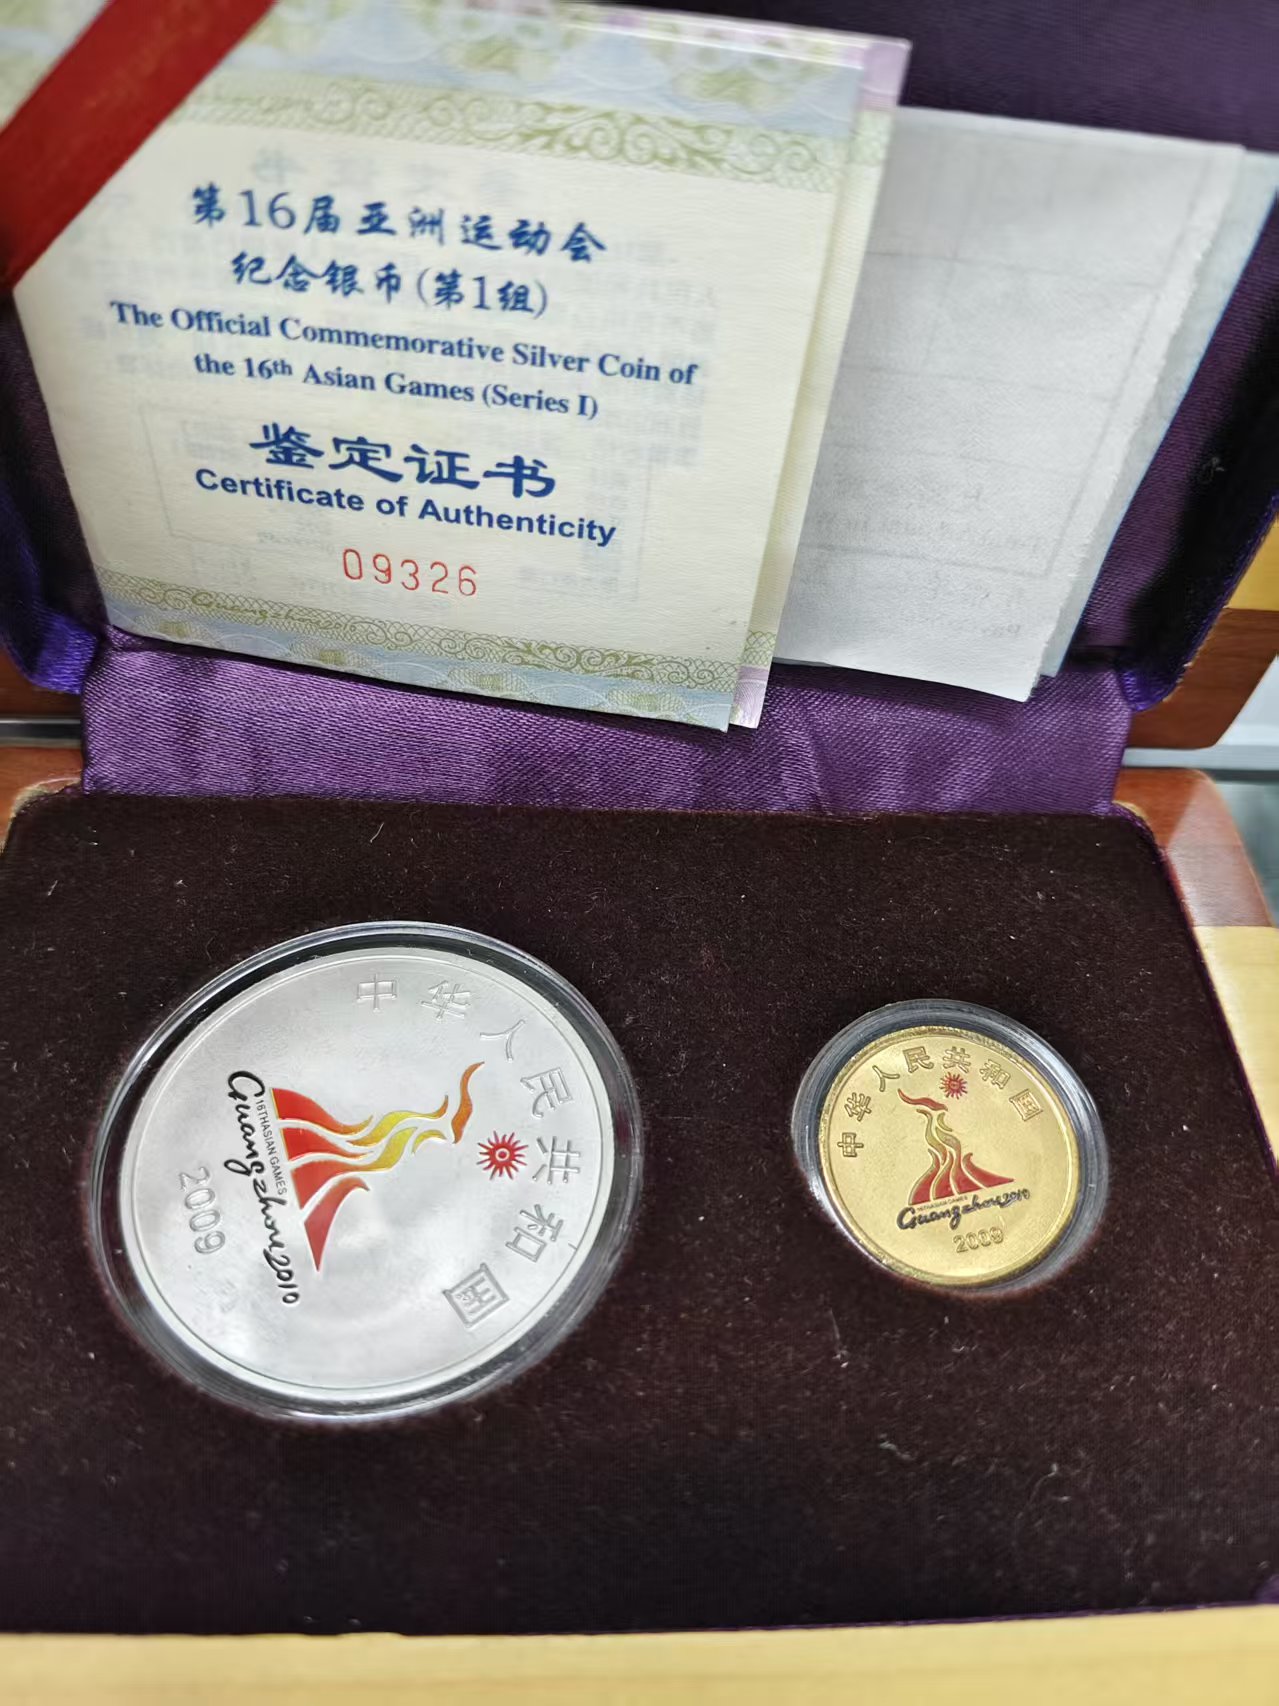 第16届亚洲运动会
纪念银币(第1组)
The Official Commemorative Silver Coin of
the 16th Asian Games (Series I)
鉴定证书
Certificate of Authenticity
09326
Guangzhou
中华人民共和国
16TH ASIAN GAMES
Guangzhou2010
2009
中华人民共和国
16TH ASIAN GAMES
Guangzhou2010
2009